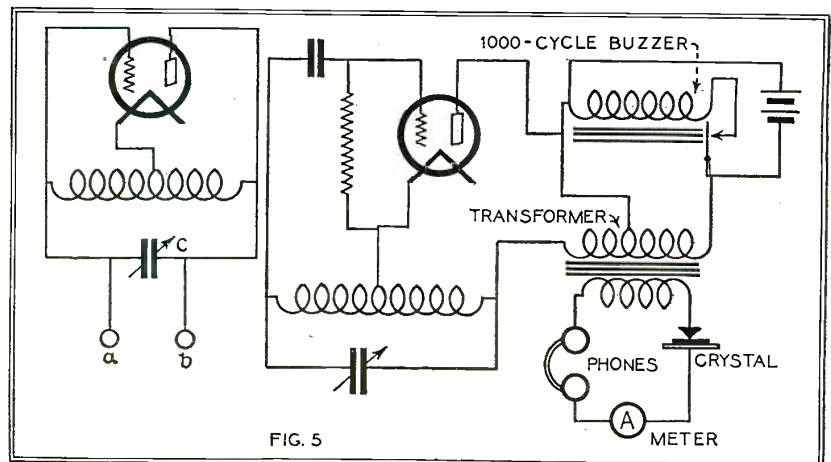 1000-CYCLE BUZZER
C
TRANSFORMER
a
b
PHONES
CRYSTAL
A
METER
FIG. 5